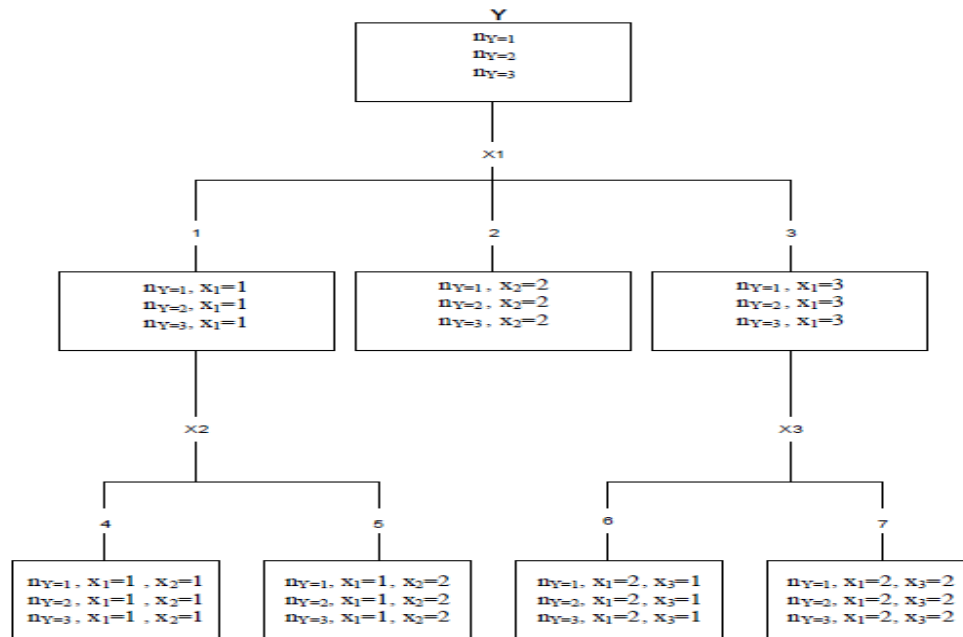 Y
nY=1
nY=2
nY=3
X1
1
2
3
nY=1, x1=1
nY=2, x1=1
nY=3, x1=1
nY=1, x2=2
nY=2, x2=2
nY=3, x2=2
nY=1, x1=3
nY=2, x1=3
nY=3, x1=3
X2
X3
4
5
6
7
nY=1, x1=1 , x2=1
nY=2, x1=1 , x2=1
nY=3, x1=1 , x2=1
nY=1, x1=1, x2=2
nY=2, x1=1, x2=2
nY=3, x1=1, x2=2
nY=1, x1=2, x3=1
nY=2, x1=2, x3=1
nY=3, x1=2, x3=1
nY=1, x1=2, x3=2
nY=2, x1=2, x3=2
nY=3, x1=2, x3=2